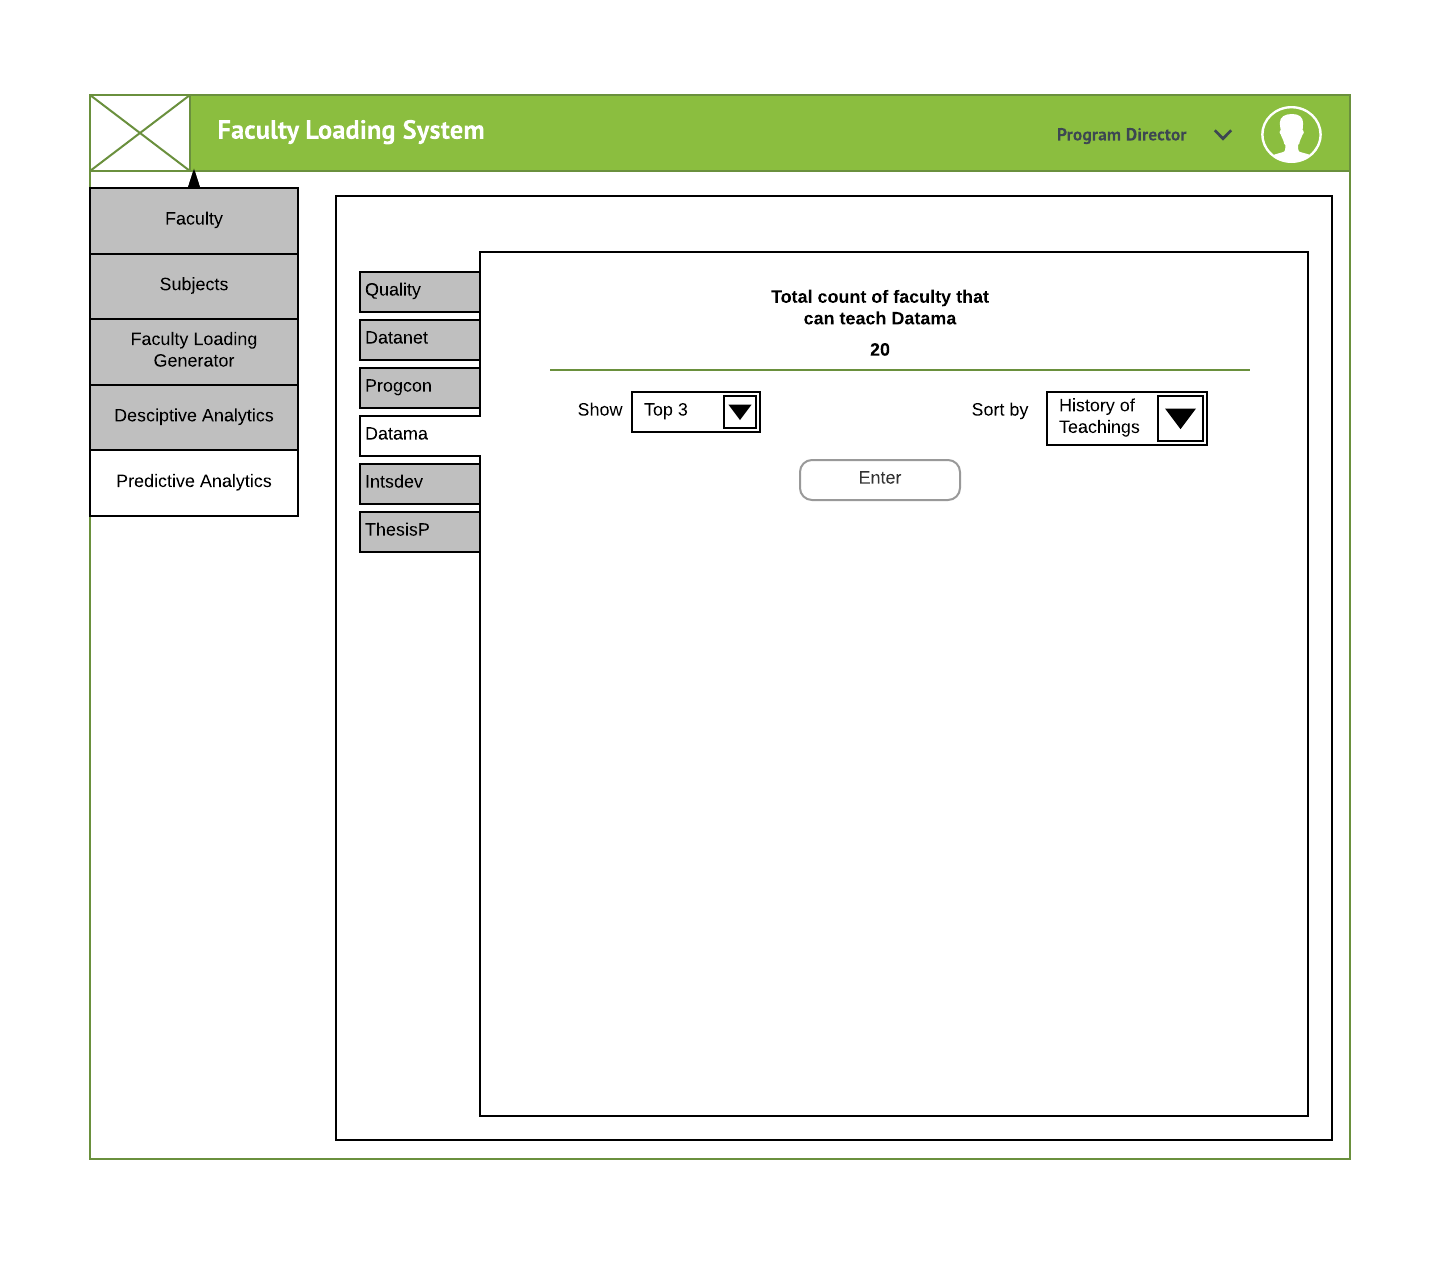 Faculty Loading System
Program Director
Faculty
Subjects
Faculty Loading
Generator
Desciptive Analytics
Predictive Analytics
Quality
Datanet
Progcon
Datama
Intsdev
ThesisP
Total count of faculty that
can teach Datama
20
Show
Top 3
Sort by
History of
Teachings
Enter